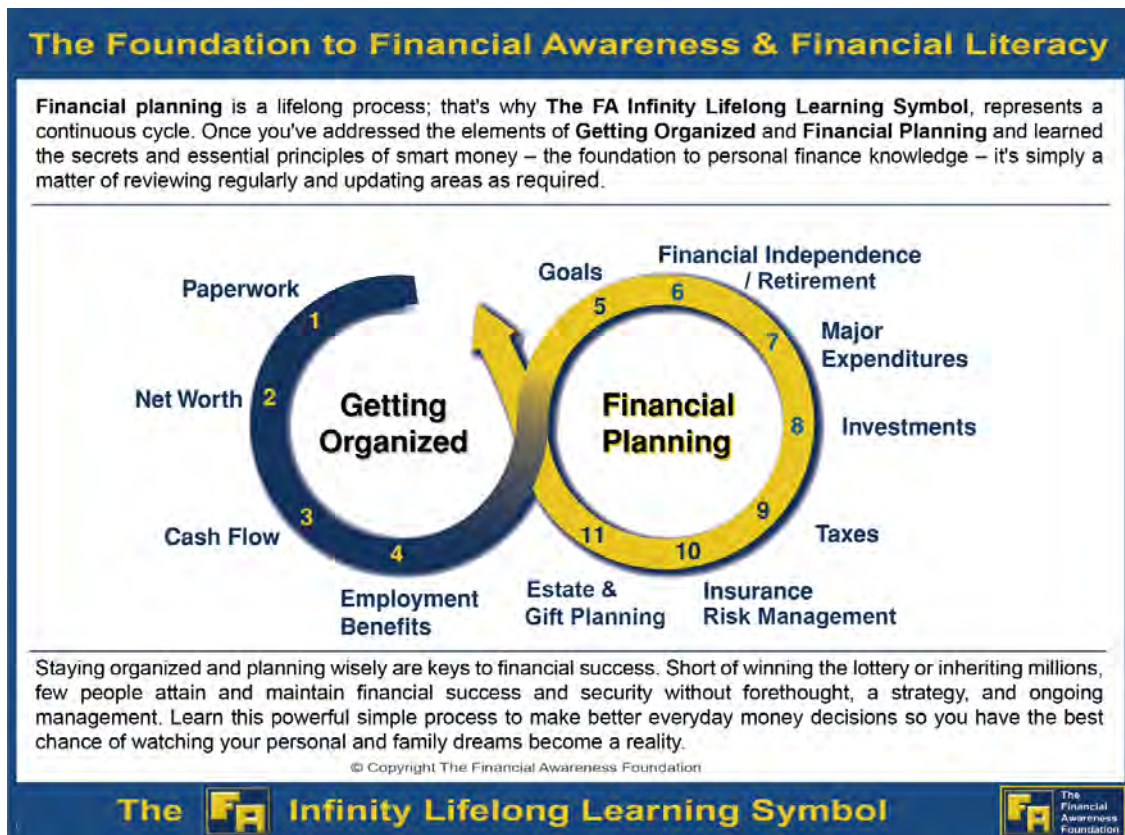 The Foundation to Financial Awareness & Financial Literacy
Financial planning is a lifelong process; that's why The FA Infinity Lifelong Learning Symbol, represents a
continuous cycle. Once you've addressed the elements of Getting Organized and Financial Planning and learned
the secrets and essential principles of smart money – the foundation to personal finance knowledge – it's simply a
matter of reviewing regularly and updating areas as required.
Paperwork
1
Net Worth
2
Cash Flow
3
Employment
Benefits
4
Getting
Organized
Goals
5
Financial Independence
/ Retirement
6
Major
Expenditures
7
Investments
8
Taxes
9
Insurance
Risk Management
10
Estate &
Gift Planning
11
Financial
Planning
Staying organized and planning wisely are keys to financial success. Short of winning the lottery or inheriting millions,
few people attain and maintain financial success and security without forethought, a strategy, and ongoing
management. Learn this powerful simple process to make better everyday money decisions so you have the best
chance of watching your personal and family dreams become a reality.
© Copyright The Financial Awareness Foundation
The FA Infinity Lifelong Learning Symbol
FA
The
Financial
Awareness
Foundation